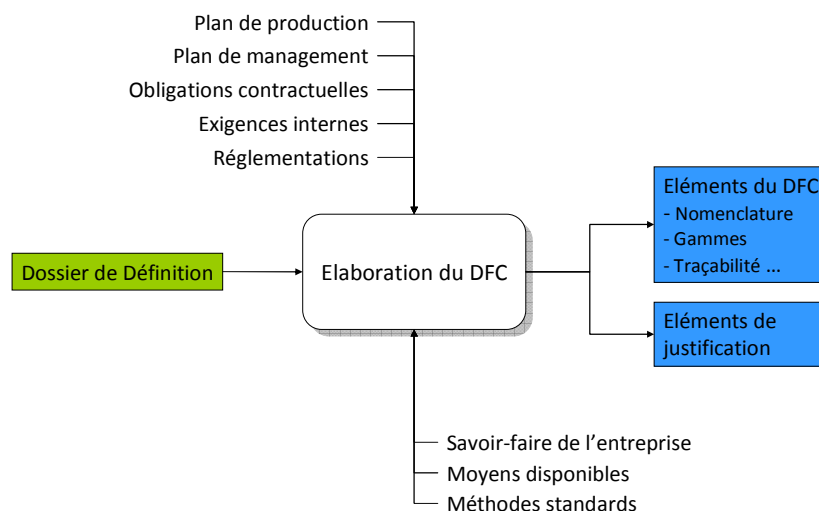 Plan de production
Plan de management
Obligations contractuelles
Exigences internes
Réglementations
Dossier de Définition
Elaboration du DFC
Eléments du DFC
- Nomenclature
- Gammes
- Traçabilité ...
Eléments de
justification
Savoir-faire de l’entreprise
Moyens disponibles
Méthodes standards